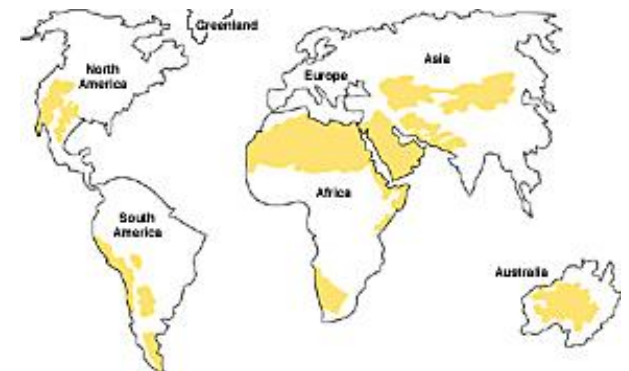 Greenland
North
America
Europe
Asia
Africa
South
America
Australia